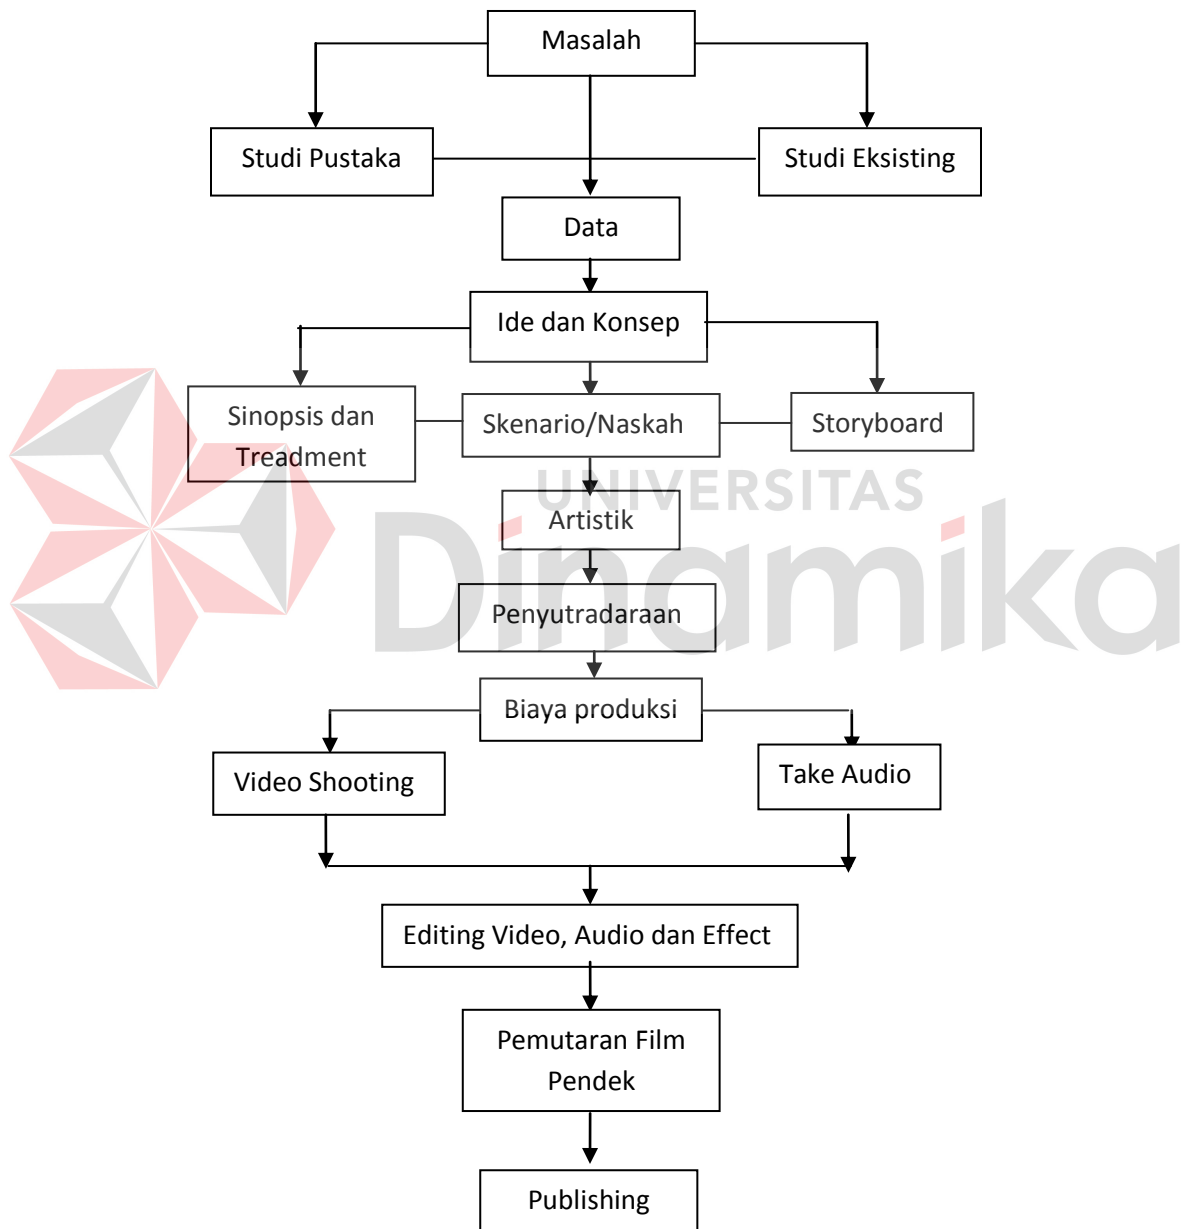 Masalah
Studi Pustaka
Studi Eksisting
Data
Ide dan Konsep
Sinopsis dan
Treadment
Skenario/Naskah
Storyboard
UNIVERSITAS
Dinamika
Artistik
Penyutradaraan
Biaya produksi
Video Shooting
Take Audio
Editing Video, Audio dan Effect
Pemutaran Film
Pendek
Publishing